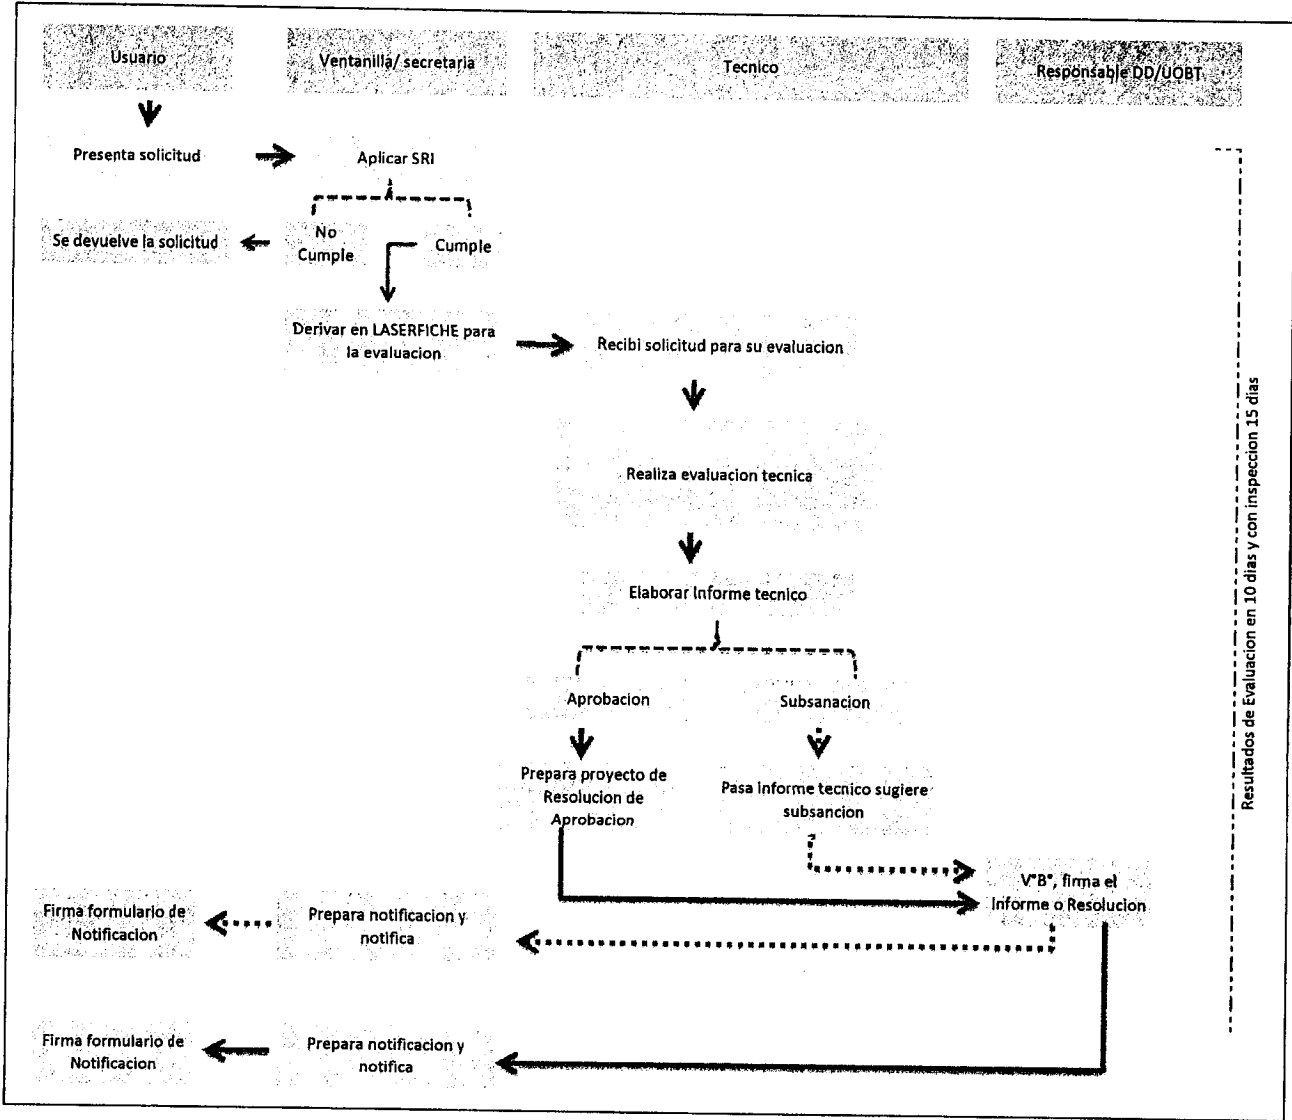 Usuario
Ventanilla/ secretaria
Tecnico
Responsable DD/UOBT
Presenta solicitud
Aplicar SRI
Se devuelve la solicitud
No
Cumple
Cumple
Derivar en LASERFICHE para
la evaluacion
Recibi solicitud para su evaluacion
Realiza evaluacion tecnica
Elaborar Informe tecnico
Aprobacion
Subsanacion
Prepara proyecto de
Resolucion de
Aprobacion
Pasa informe tecnico sugiere
subsancion
V°B°, firma el
Informe o Resolucion
Firma formulario de
Notificacion
Prepara notificacion y
notifica
Firma formulario de
Notificacion
Prepara notificacion y
notifica
Resultados de Evaluacion en 10 dias y con inspeccion 15 dias